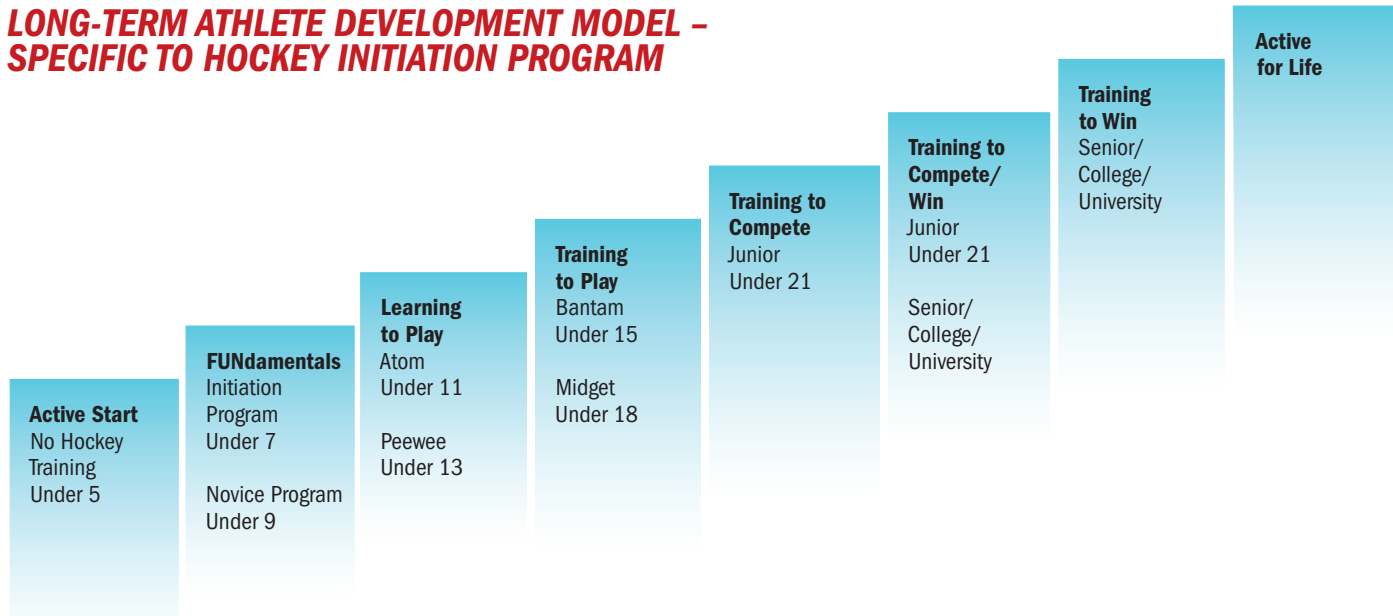 LONG-TERM ATHLETE DEVELOPMENT MODEL –
SPECIFIC TO HOCKEY INITIATION PROGRAM
Active Start
No Hockey
Training
Under 5
FUNdamentals
Initiation
Program
Under 7
Novice Program
Under 9
Learning
to Play
Atom
Under 11
Peewee
Under 13
Training
to Play
Bantam
Under 15
Midget
Under 18
Training to
Compete
Junior
Under 21
Training to
Compete/
Win
Junior
Under 21
Senior/
College/
University
Training
to Win
Senior/
College/
University
Active
for Life